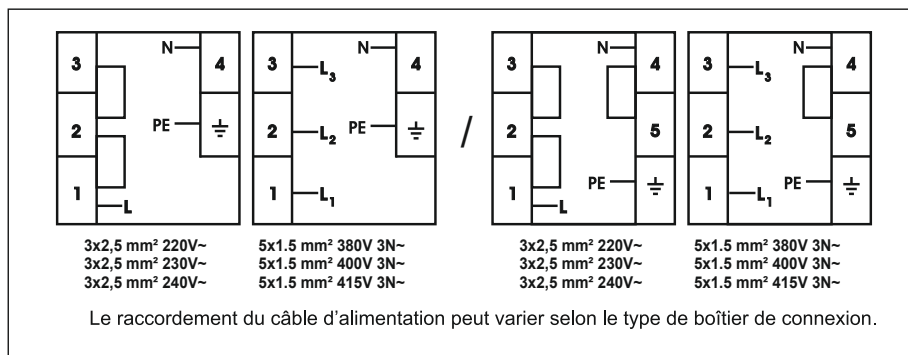 3 N 4 3 L3 N 4 / 3 N 4 3 L3 N 4
2 PE 2 L2 PE 2 5 2 L2 5
1 L 1 L1 1 L PE 1 L1 PE
3x2,5 mm² 220V~ 5x1.5 mm² 380V 3N~ 3x2,5 mm² 220V~ 5x1.5 mm² 380V 3N~
3x2,5 mm² 230V~ 5x1.5 mm² 400V 3N~ 3x2,5 mm² 230V~ 5x1.5 mm² 400V 3N~
3x2,5 mm² 240V~ 5x1.5 mm² 415V 3N~ 3x2,5 mm² 240V~ 5x1.5 mm² 415V 3N~
Le raccordement du câble d’alimentation peut varier selon le type de boîtier de connexion.